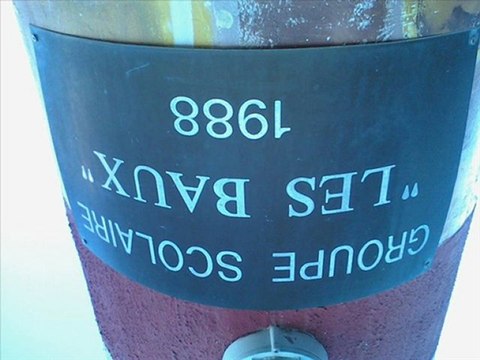 GROUPE SCOLAIRE
"LES BAUX"
1988